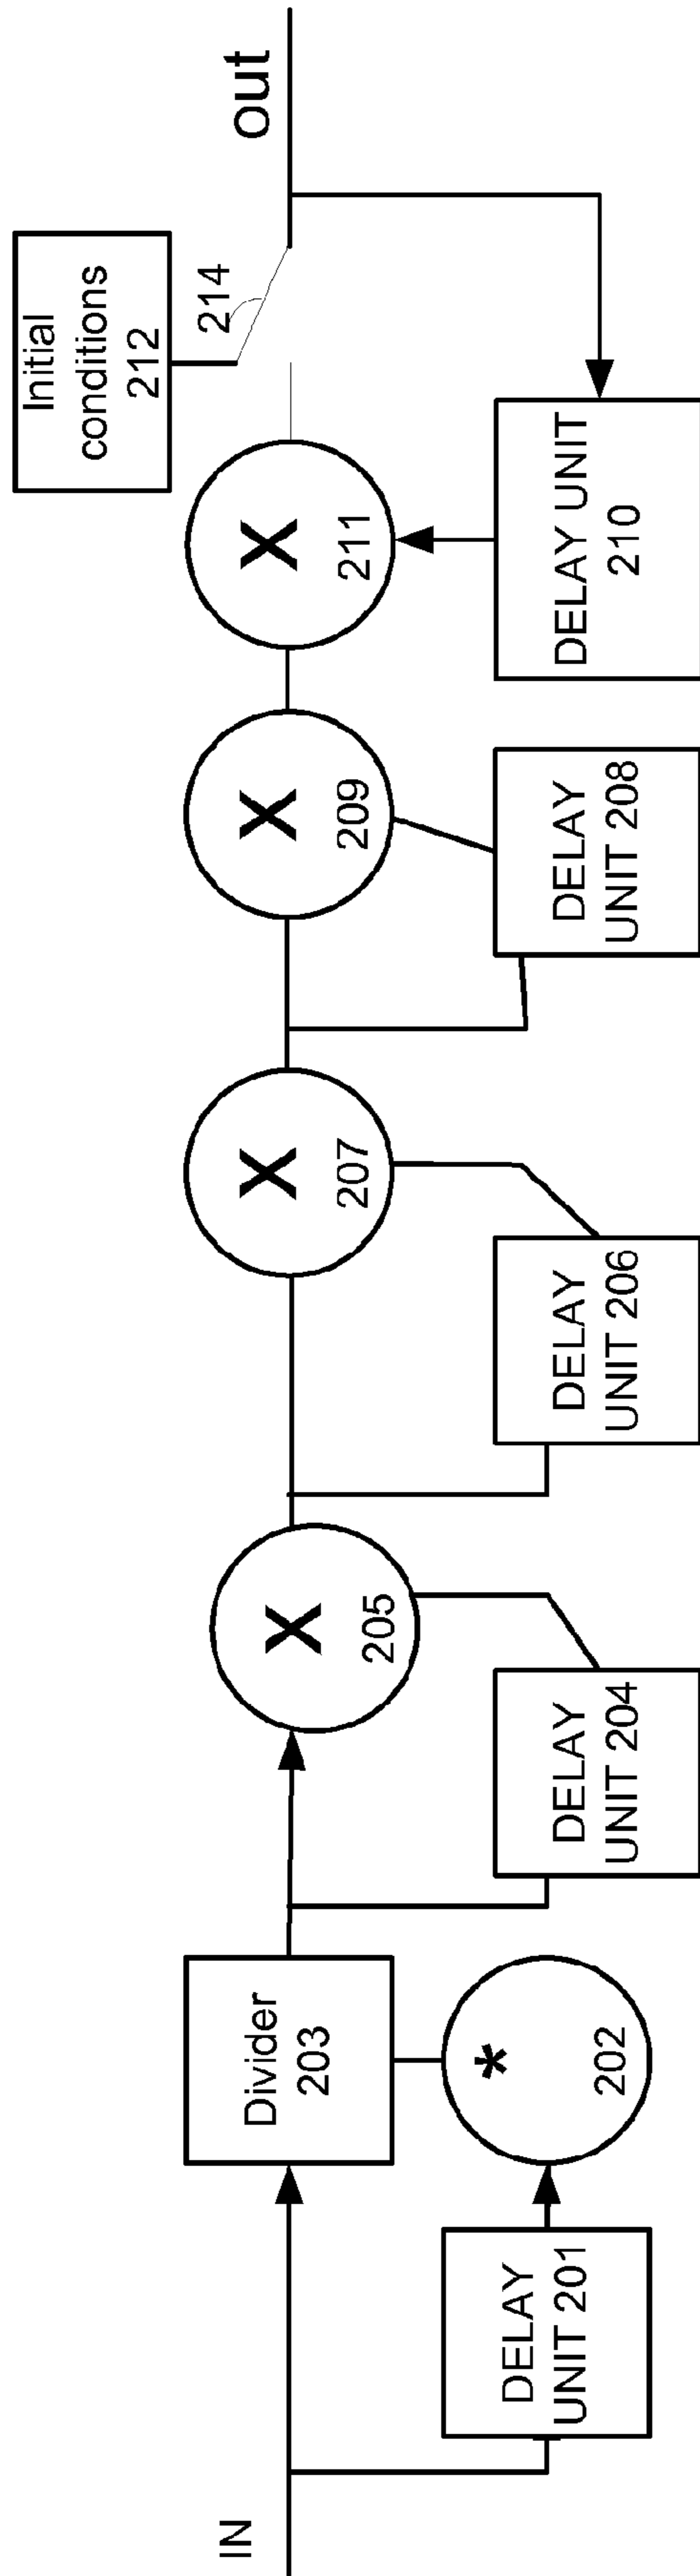 IN
DELAY
UNIT 201
*
202
Divider
203
DELAY
UNIT 204
X
205
DELAY
UNIT 206
X
207
DELAY
UNIT 208
X
209
DELAY UNIT
210
X
211
Initial
conditions
212
214
out